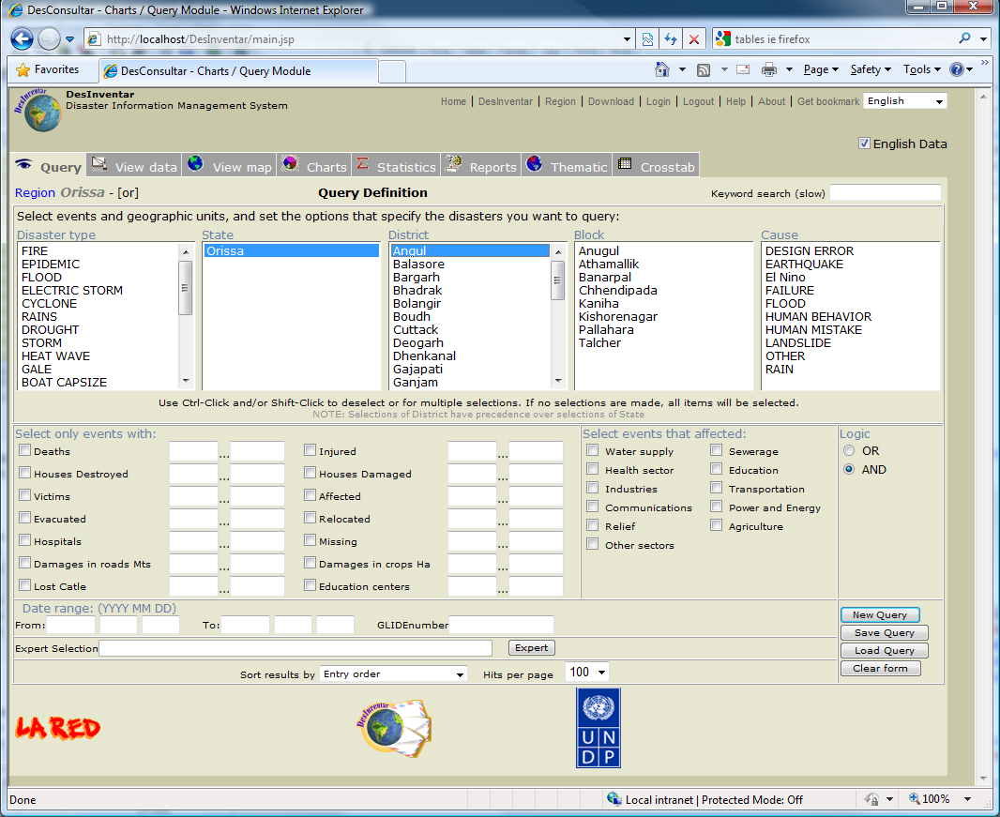 DesConsultar - Charts / Query Module - Windows Internet Explorer
http://localhost/DesInventar/main.jsp
tables ie firefox
Favorites
DesConsultar - Charts / Query Module
Page
Safety
Tools
DesInventar
DesInventar
Disaster Information Management System
Home | DesInventar | Region | Download | Login | Logout | Help | About | Get bookmark
English
English Data
Query
View data
View map
Charts
Statistics
Reports
Thematic
Crosstab
Region Orissa - [or]
Query Definition
Keyword search (slow)
Select events and geographic units, and set the options that specify the disasters you want to query:
Disaster type
FIRE
EPIDEMIC
FLOOD
ELECTRIC STORM
CYCLONE
RAINS
DROUGHT
STORM
HEAT WAVE
GALE
BOAT CAPSIZE
State
Orissa
District
Angul
Balasore
Bargarh
Bhadrak
Bolangir
Boudh
Cuttack
Deogarh
Dhenkanal
Gajapati
Ganjam
Block
Anugul
Athamallik
Banarpal
Chhendipada
Kaniha
Kishorenagar
Pallahara
Talcher
Cause
DESIGN ERROR
EARTHQUAKE
El Nino
FAILURE
FLOOD
HUMAN BEHAVIOR
HUMAN MISTAKE
LANDSLIDE
OTHER
RAIN
Use Ctrl-Click and/or Shift-Click to deselect or for multiple selections. If no selections are made, all items will be selected.
NOTE: Selections of District have precedence over selections of State
Select only events with:
Deaths ...
Injured ...
Houses Destroyed ...
Houses Damaged ...
Victims ...
Affected ...
Evacuated ...
Relocated ...
Hospitals ...
Missing ...
Damages in roads Mts ...
Damages in crops Ha ...
Lost Catle ...
Education centers ...
Select events that affected:
Water supply
Sewerage
Health sector
Education
Industries
Transportation
Communications
Power and Energy
Relief
Agriculture
Other sectors
Logic
OR
AND
Date range: (YYYY MM DD)
From:
To:
GLIDEnumber
Expert Selection
Expert
Sort results by
Entry order
Hits per page
100
New Query
Save Query
Load Query
Clear form
LA RED
DesInventar
U N
D P
Done
Local intranet | Protected Mode: Off
100%